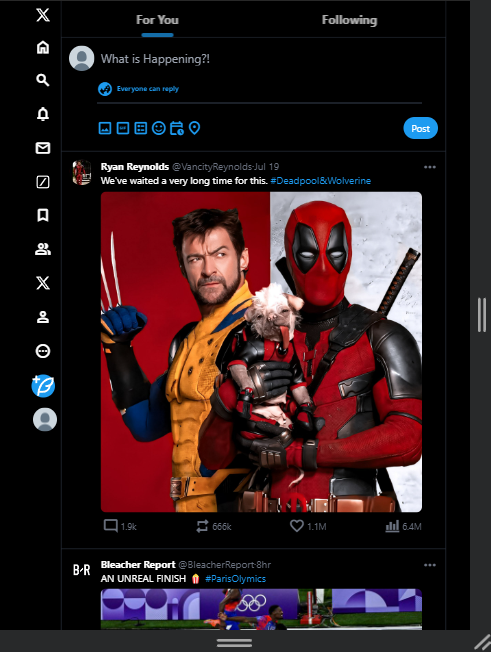 For You
Following
What is Happening?!
Everyone can reply
GIF
Post
Ryan Reynolds @VancityReynolds·Jul 19
We've waited a very long time for this. #Deadpool&Wolverine
1.9k
666k
1.1M
6.4M
B/R
Bleacher Report @BleacherReport·8hr
AN UNREAL FINISH 🍿 #ParisOlymics